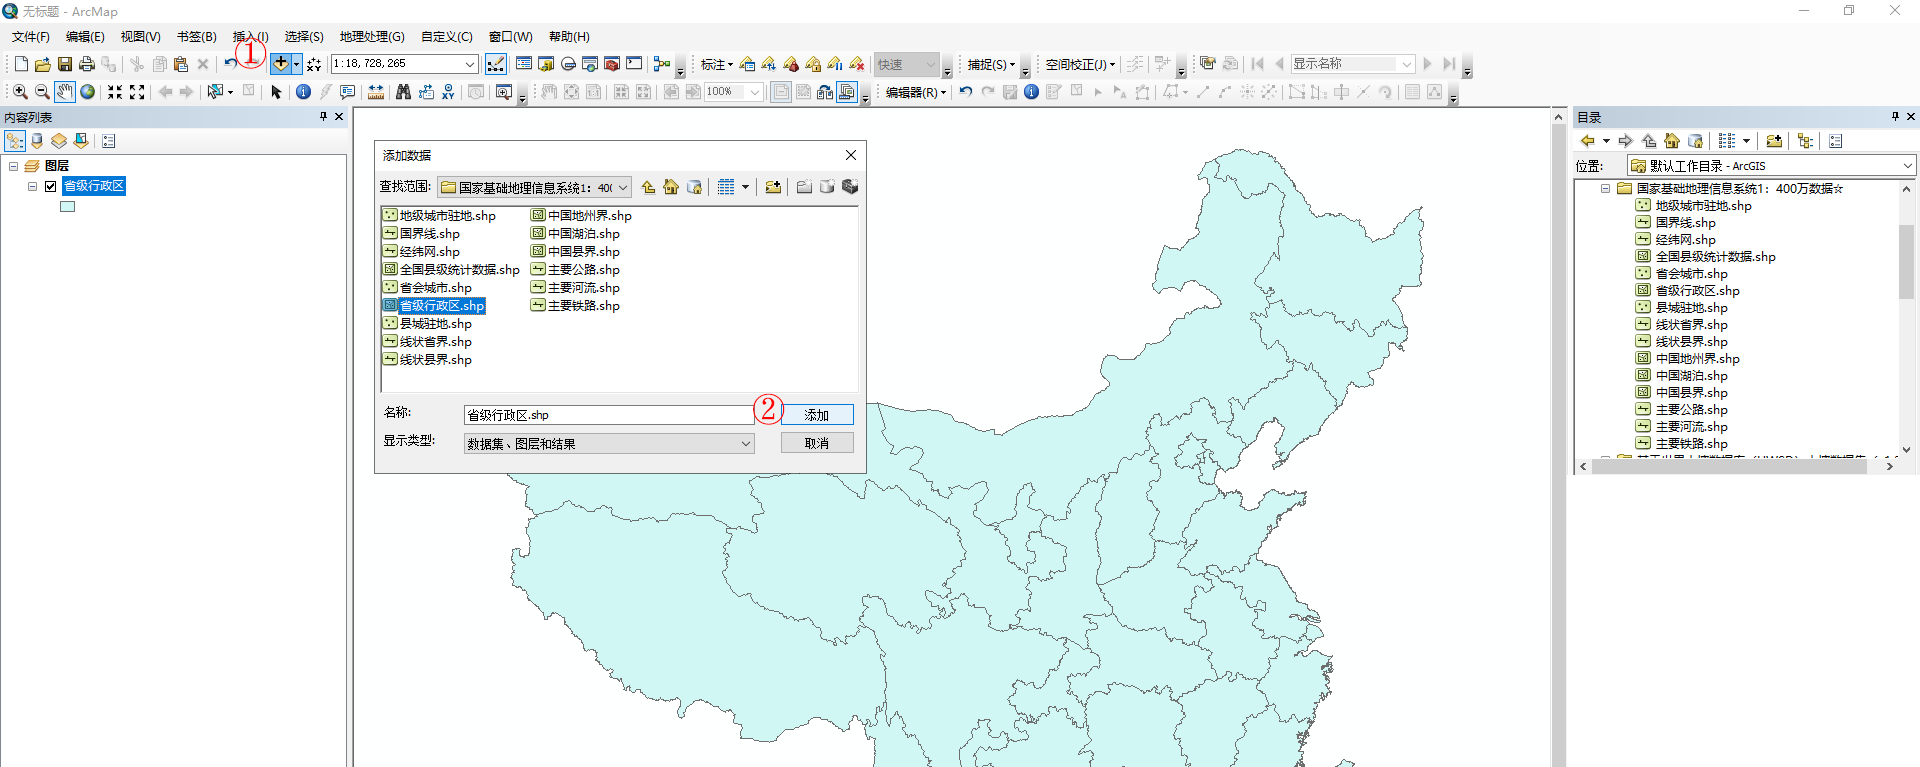 无标题 - ArcMap
文件(F) 编辑(E) 视图(V) 书签(B) 插入(I) 选择(S) 地理处理(G) 自定义(C) 窗口(W) 帮助(H)
①
1:18,728,265
标注
快速
捕捉(S)
空间校正(J)
显示名称
100%
编辑器(R)
内容列表
图层
省级行政区
添加数据
查找范围:
国家基础地理信息系统1: 400
地级城市驻地.shp
国界线.shp
经纬网.shp
全国县级统计数据.shp
省会城市.shp
省级行政区.shp
县城驻地.shp
线状省界.shp
线状县界.shp
中国地州界.shp
中国湖泊.shp
中国县界.shp
主要公路.shp
主要河流.shp
主要铁路.shp
名称:
省级行政区.shp
②
添加
显示类型:
数据集、图层和结果
取消
目录
位置:
默认工作目录 - ArcGIS
国家基础地理信息系统1: 400万数据☆
地级城市驻地.shp
国界线.shp
经纬网.shp
全国县级统计数据.shp
省会城市.shp
省级行政区.shp
县城驻地.shp
线状省界.shp
线状县界.shp
中国地州界.shp
中国湖泊.shp
中国县界.shp
主要公路.shp
主要河流.shp
主要铁路.shp